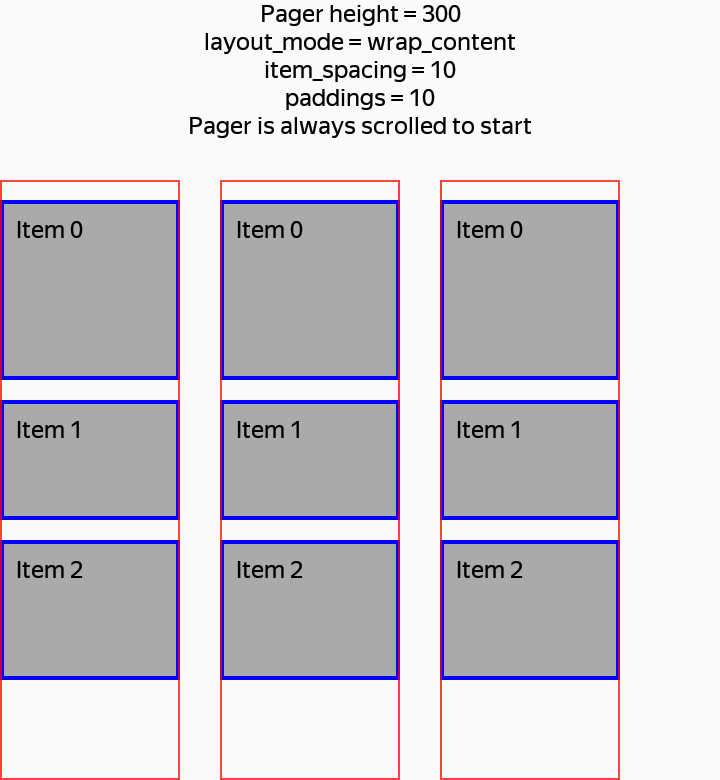 Pager height = 300
layout_mode = wrap_content
item_spacing = 10
paddings = 10
Pager is always scrolled to start
Item 0
Item 0
Item 0
Item 1
Item 1
Item 1
Item 2
Item 2
Item 2